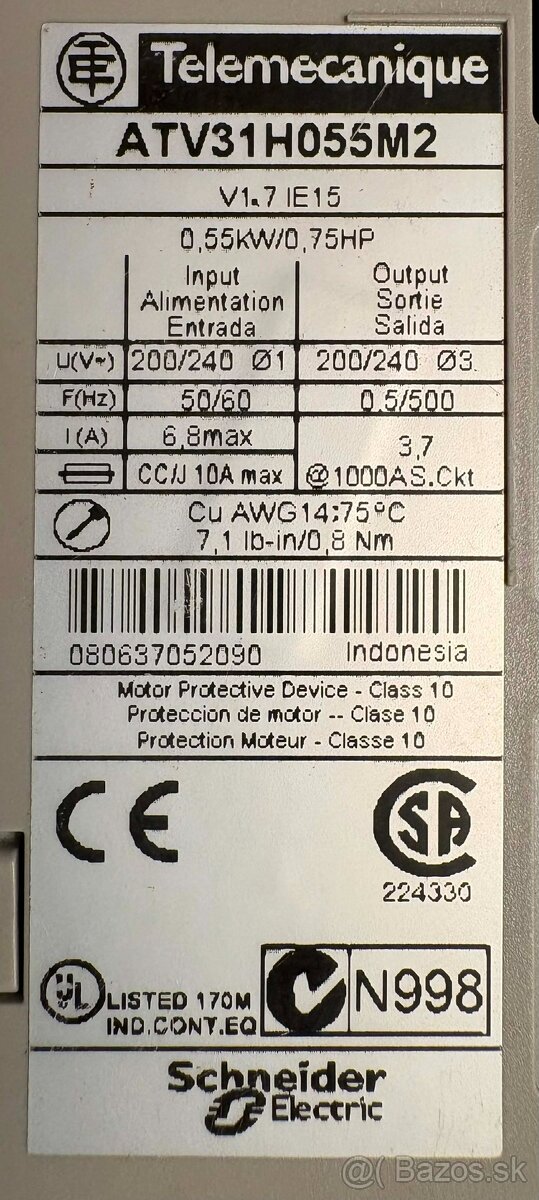 Telemecanique
ATV31H055M2
V1.7 IE15
0,55kW/0,75HP
Input Output
Alimentation Sortie
Entrada Salida
U(V~) 200/240 Ø1 200/240 Ø3
F(Hz) 50/60 0.5/500
I(A) 6,8max 3,7
CC/J 10A max @1000AS.Ckt
Cu AWG14:75°C
7,1 lb-in/0,8 Nm
080637052090 Indonesia
Motor Protective Device - Class 10
Proteccion de motor -- Clase 10
Protection Moteur - Classe 10
CE
CSA
224330
UL LISTED 170M
IND.CONT.EQ
N998
Schneider
Electric
@ Bazos.sk